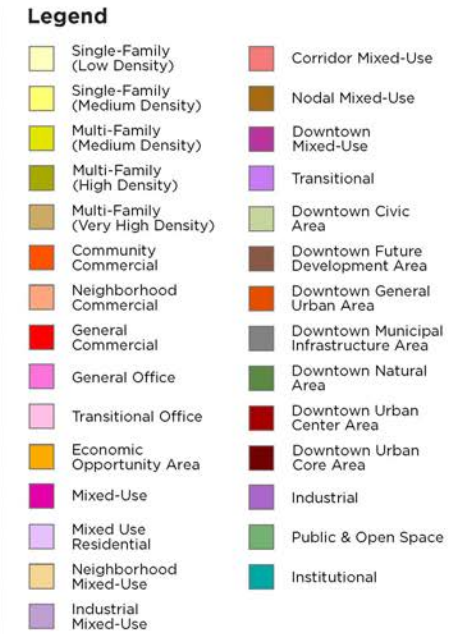 Legend
Single-Family
(Low Density)
Single-Family
(Medium Density)
Multi-Family
(Medium Density)
Multi-Family
(High Density)
Multi-Family
(Very High Density)
Community
Commercial
Neighborhood
Commercial
General
Commercial
General Office
Transitional Office
Economic
Opportunity Area
Mixed-Use
Mixed Use
Residential
Neighborhood
Mixed-Use
Industrial
Mixed-Use
Corridor Mixed-Use
Nodal Mixed-Use
Downtown
Mixed-Use
Transitional
Downtown Civic
Area
Downtown Future
Development Area
Downtown General
Urban Area
Downtown Municipal
Infrastructure Area
Downtown Natural
Area
Downtown Urban
Center Area
Downtown Urban
Core Area
Industrial
Public & Open Space
Institutional